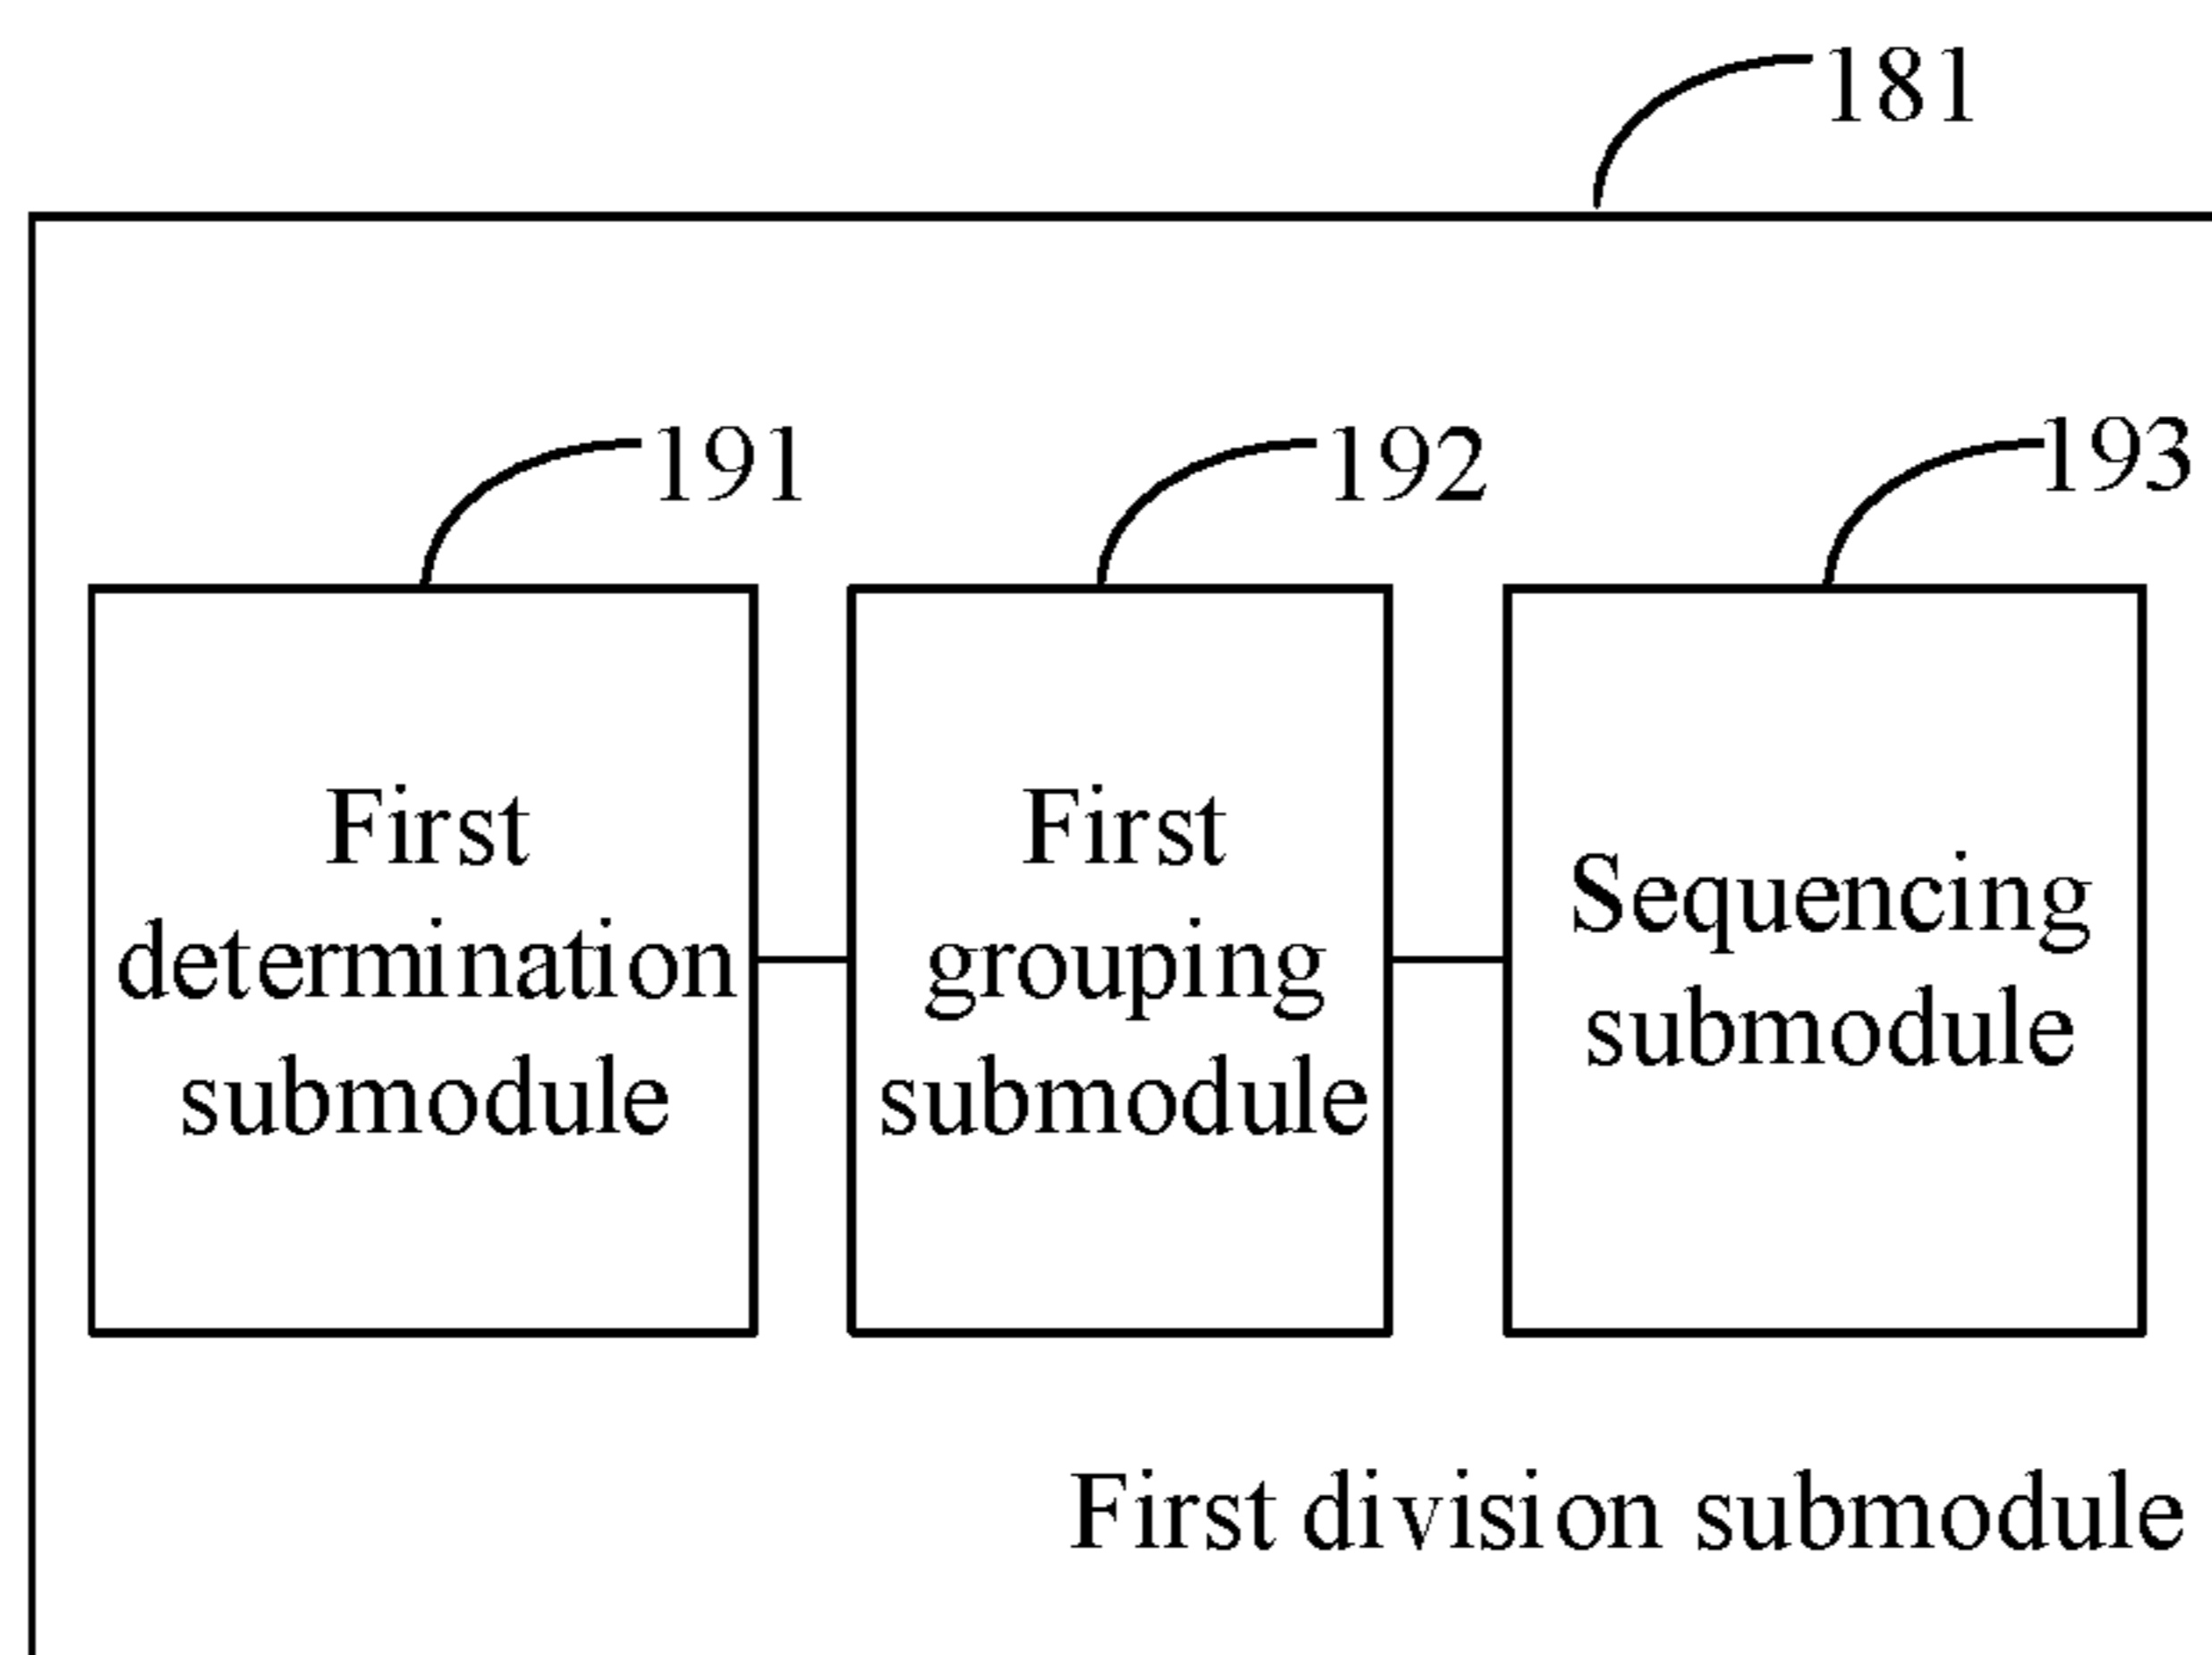 181
191
192
193
First
determination
submodule
First
grouping
submodule
Sequencing
submodule
First division submodule